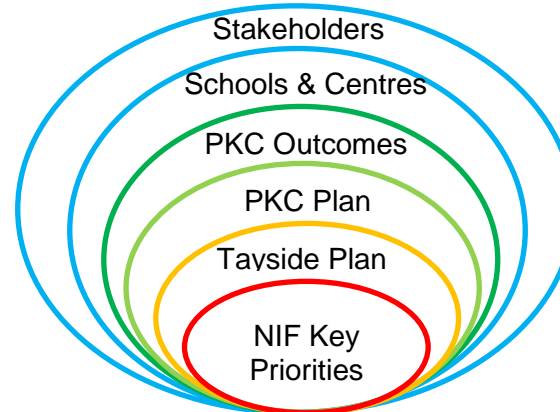 Stakeholders
Schools & Centres
PKC Outcomes
PKC Plan
Tayside Plan
NIF Key
Priorities